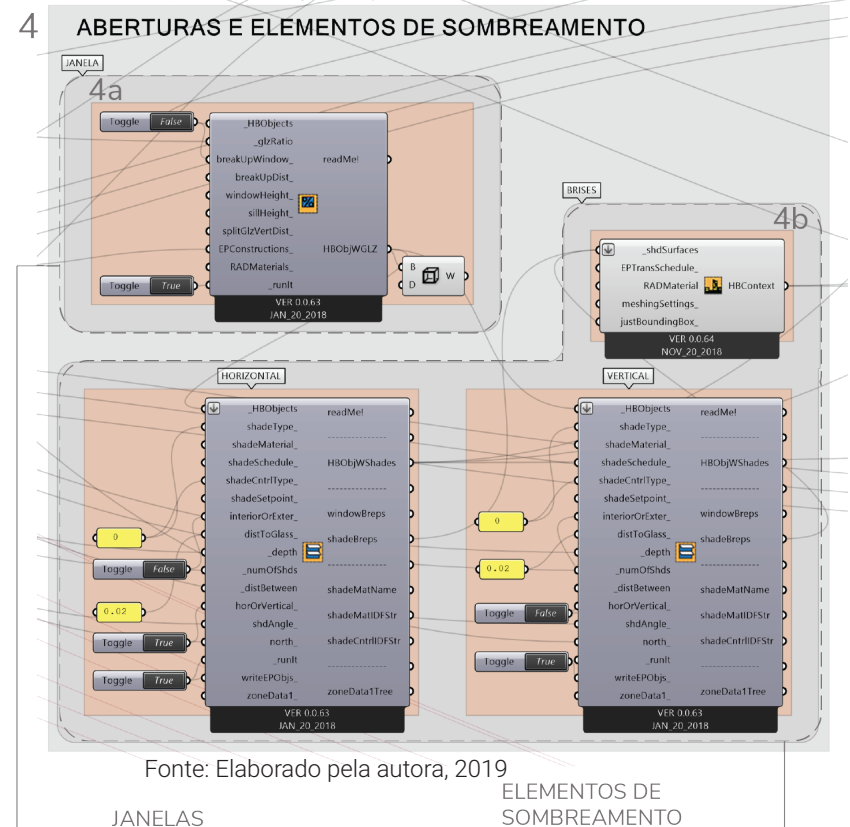 4 ABERTURAS E ELEMENTOS DE SOMBREAMENTO
JANELA
4a
Toggle False
_HBObjects
_glzRatio
breakUpWindow_
breakUpDist_
windowHeight_
sillHeight_
splitGlzVertDist_
EPConstructions_
RADMaterials_
_runIt
readMe!
HBObjWGLZ
Toggle True
VER 0.0.63
JAN_20_2018
B
D
W
BRISES
4b
_shdSurfaces
EPTransSchedule_
RADMaterial
meshingSettings_
justBoundingBox_
HBContext
VER 0.0.64
NOV_20_2018
HORIZONTAL
_HBObjects
shadeType_
shadeMaterial_
shadeSchedule_
shadeCntrlType_
shadeSetpoint_
interiorOrExter_
distToGlass_
_depth
_numOfShds
_distBetween
horOrVertical_
shdAngle_
north_
_runIt
writeEPObjs_
zoneData1_
readMe!
--------------
HBObjWShades
--------------
windowBreps
shadeBreps
--------------
shadeMatName
shadeMatIDFStr
shadeCntrlIDFStr
--------------
zoneData1Tree
0
Toggle False
0.02
Toggle True
Toggle True
VER 0.0.63
JAN_20_2018
VERTICAL
_HBObjects
shadeType_
shadeMaterial_
shadeSchedule_
shadeCntrlType_
shadeSetpoint_
interiorOrExter_
distToGlass_
_depth
_numOfShds
_distBetween
horOrVertical_
shdAngle_
north_
_runIt
writeEPObjs_
zoneData1_
readMe!
--------------
HBObjWShades
--------------
windowBreps
shadeBreps
--------------
shadeMatName
shadeMatIDFStr
shadeCntrlIDFStr
--------------
zoneData1Tree
0
0.02
Toggle False
Toggle True
VER 0.0.63
JAN_20_2018
Fonte: Elaborado pela autora, 2019
JANELAS
ELEMENTOS DE
SOMBREAMENTO